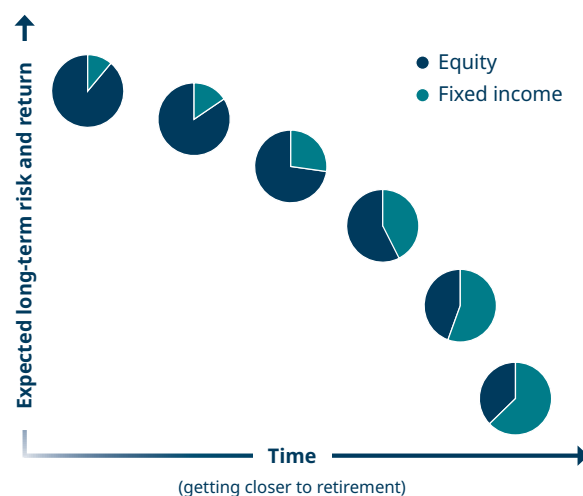 Expected long-term risk and return
Equity
Fixed income
Time
(getting closer to retirement)